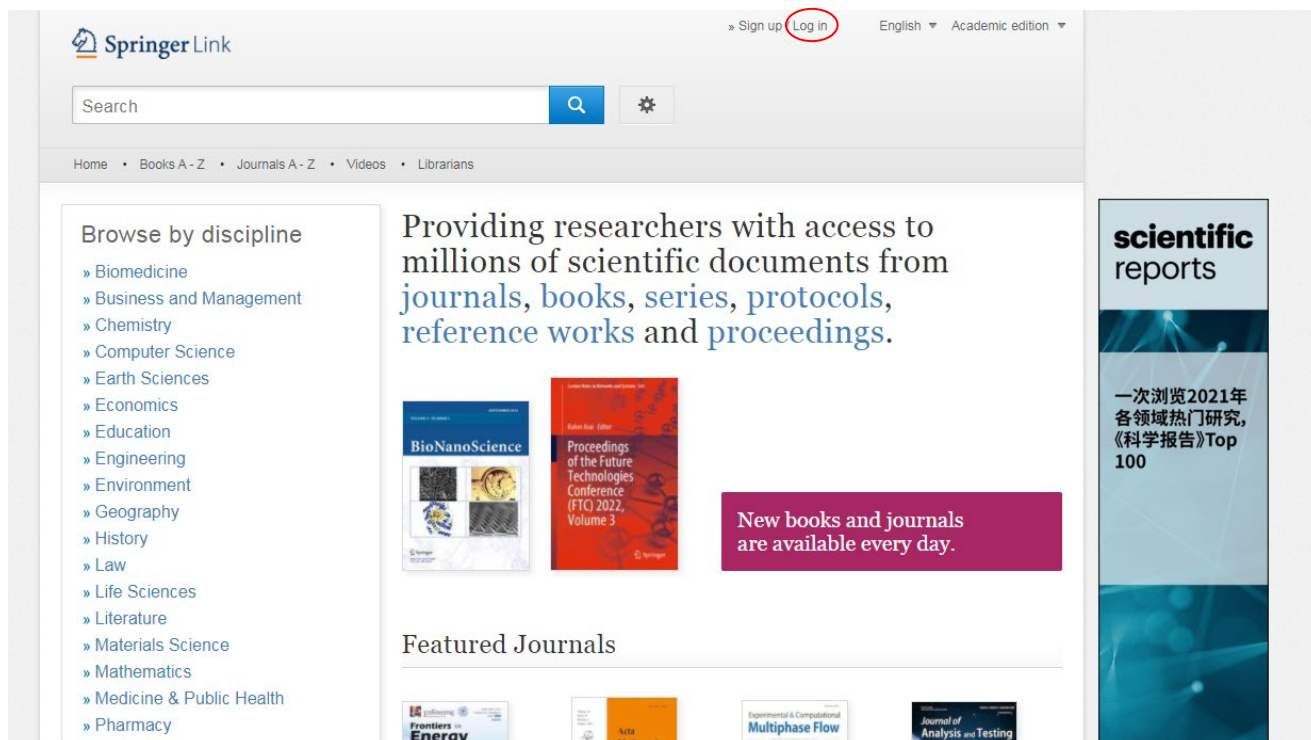 » Sign up / Log in English Academic edition
Springer Link
Search
Home • Books A - Z • Journals A - Z • Videos • Librarians
Browse by discipline
» Biomedicine
» Business and Management
» Chemistry
» Computer Science
» Earth Sciences
» Economics
» Education
» Engineering
» Environment
» Geography
» History
» Law
» Life Sciences
» Literature
» Materials Science
» Mathematics
» Medicine & Public Health
» Pharmacy
Providing researchers with access to
millions of scientific documents from
journals, books, series, protocols,
reference works and proceedings.
BioNanoScience
Springer
Kohei Arai Editor
Proceedings
of the Future
Technologies
Conference
(FTC) 2022,
Volume 3
Springer
New books and journals
are available every day.
Featured Journals
Frontiers in
Energy
Acta
Experimental & Computational
Multiphase Flow
Journal of
Analysis and Testing
scientific
reports
一次浏览2021年
各领域热门研究,
《科学报告》Top
100